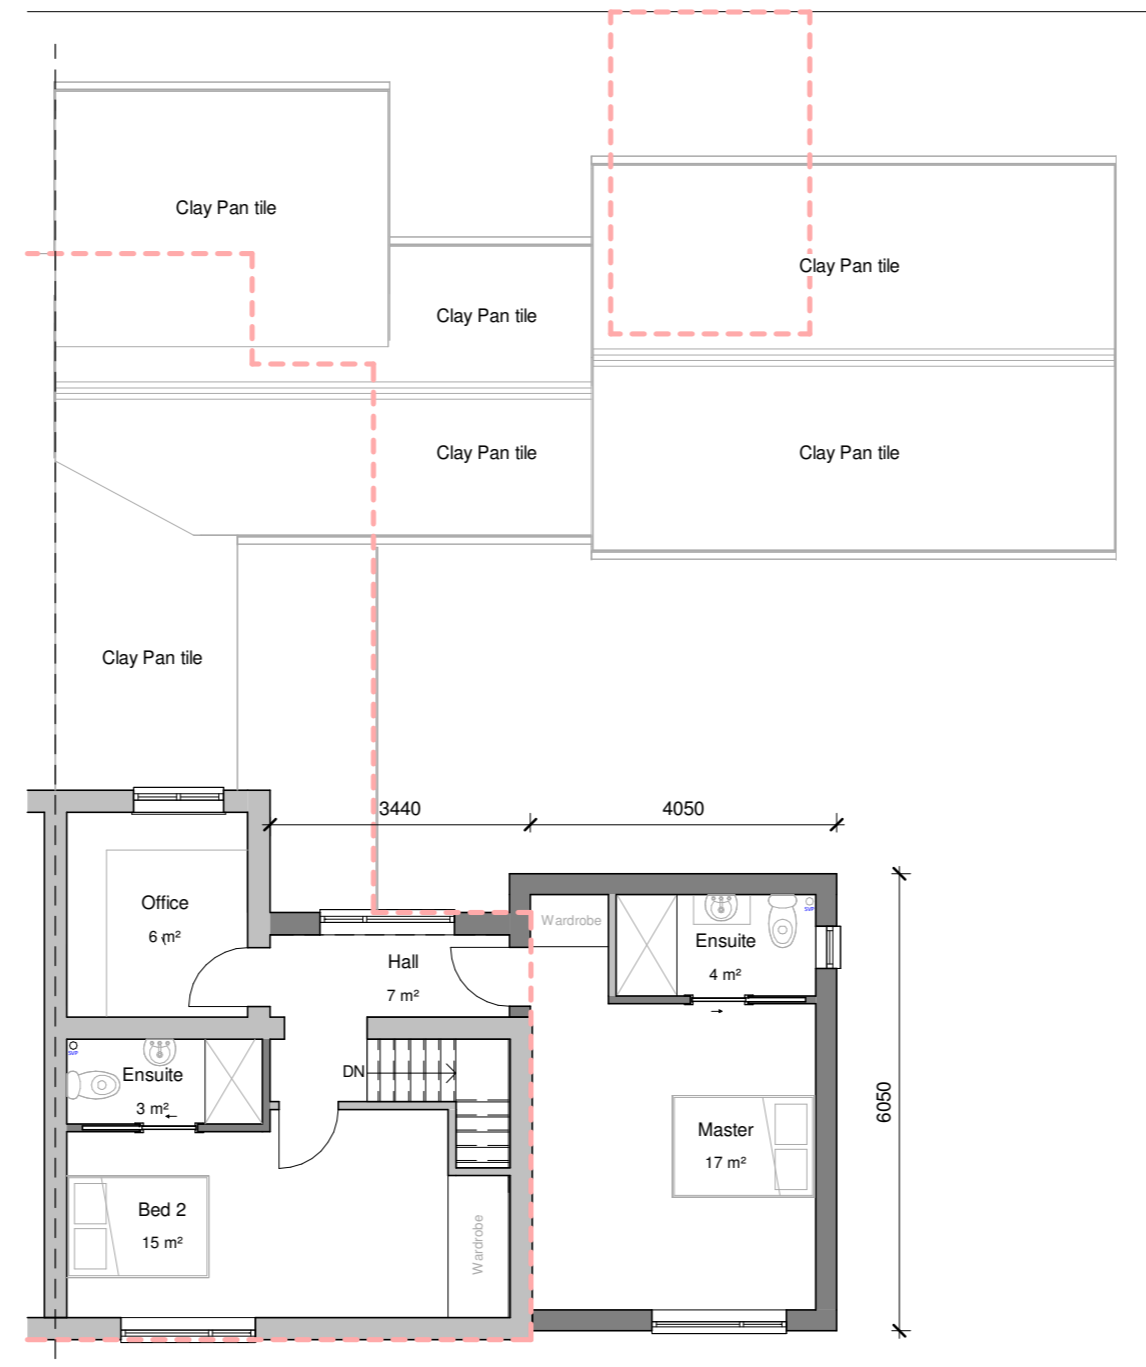 Clay Pan tile
Clay Pan tile
Clay Pan tile
Clay Pan tile
Clay Pan tile
Clay Pan tile
3440
4050
Office
6 m²
Hall
7 m²
Wardrobe
SVP
Ensuite
4 m²
SVP
Ensuite
3 m²
DN
6050
Master
17 m²
Bed 2
15 m²
Wardrobe